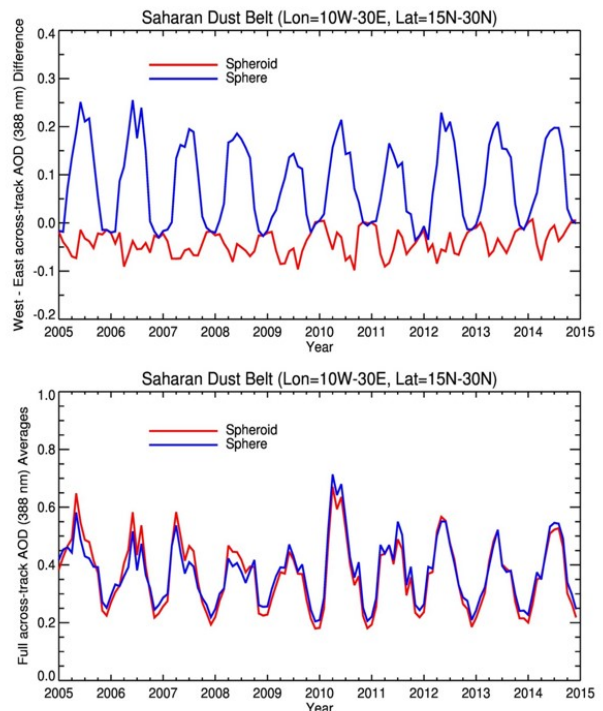 Saharan Dust Belt (Lon=10W-30E, Lat=15N-30N)
West - East across-track AOD (388 nm) Difference
0.4
0.3
0.2
0.1
0.0
-0.1
-0.2
Spheroid
Sphere
2005 2006 2007 2008 2009 2010 2011 2012 2013 2014 2015
Year
Saharan Dust Belt (Lon=10W-30E, Lat=15N-30N)
Full across-track AOD (388 nm) Averages
1.0
0.8
0.6
0.4
0.2
0.0
Spheroid
Sphere
2005 2006 2007 2008 2009 2010 2011 2012 2013 2014 2015
Year